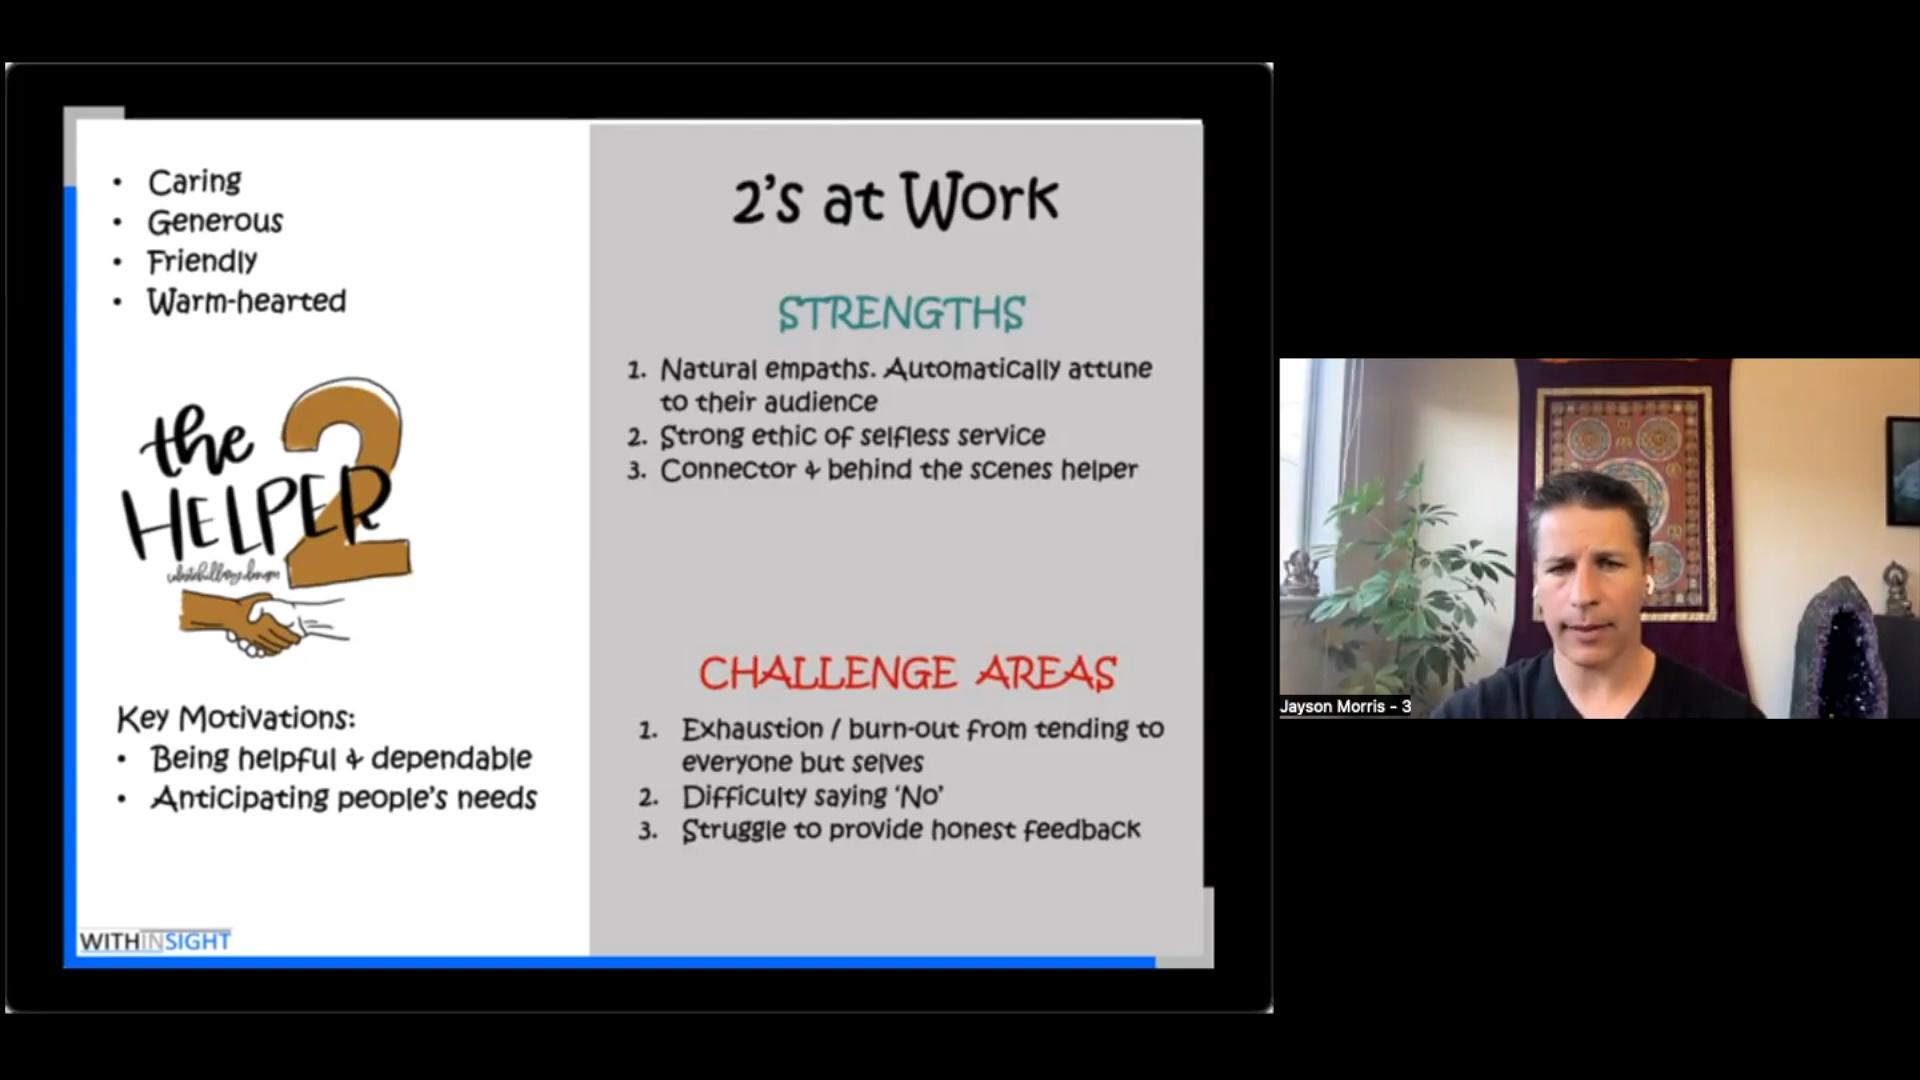 • Caring
• Generous
• Friendly
• Warm-hearted
the
HELPER
2
Key Motivations:
• Being helpful & dependable
• Anticipating people's needs
WITHINSIGHT
2's at Work
STRENGTHS
1. Natural empaths. Automatically attune
to their audience
2. Strong ethic of selfless service
3. Connector & behind the scenes helper
CHALLENGE AREAS
1. Exhaustion / burn-out from tending to
everyone but selves
2. Difficulty saying ‘No’
3. Struggle to provide honest feedback
Jayson Morris - 3